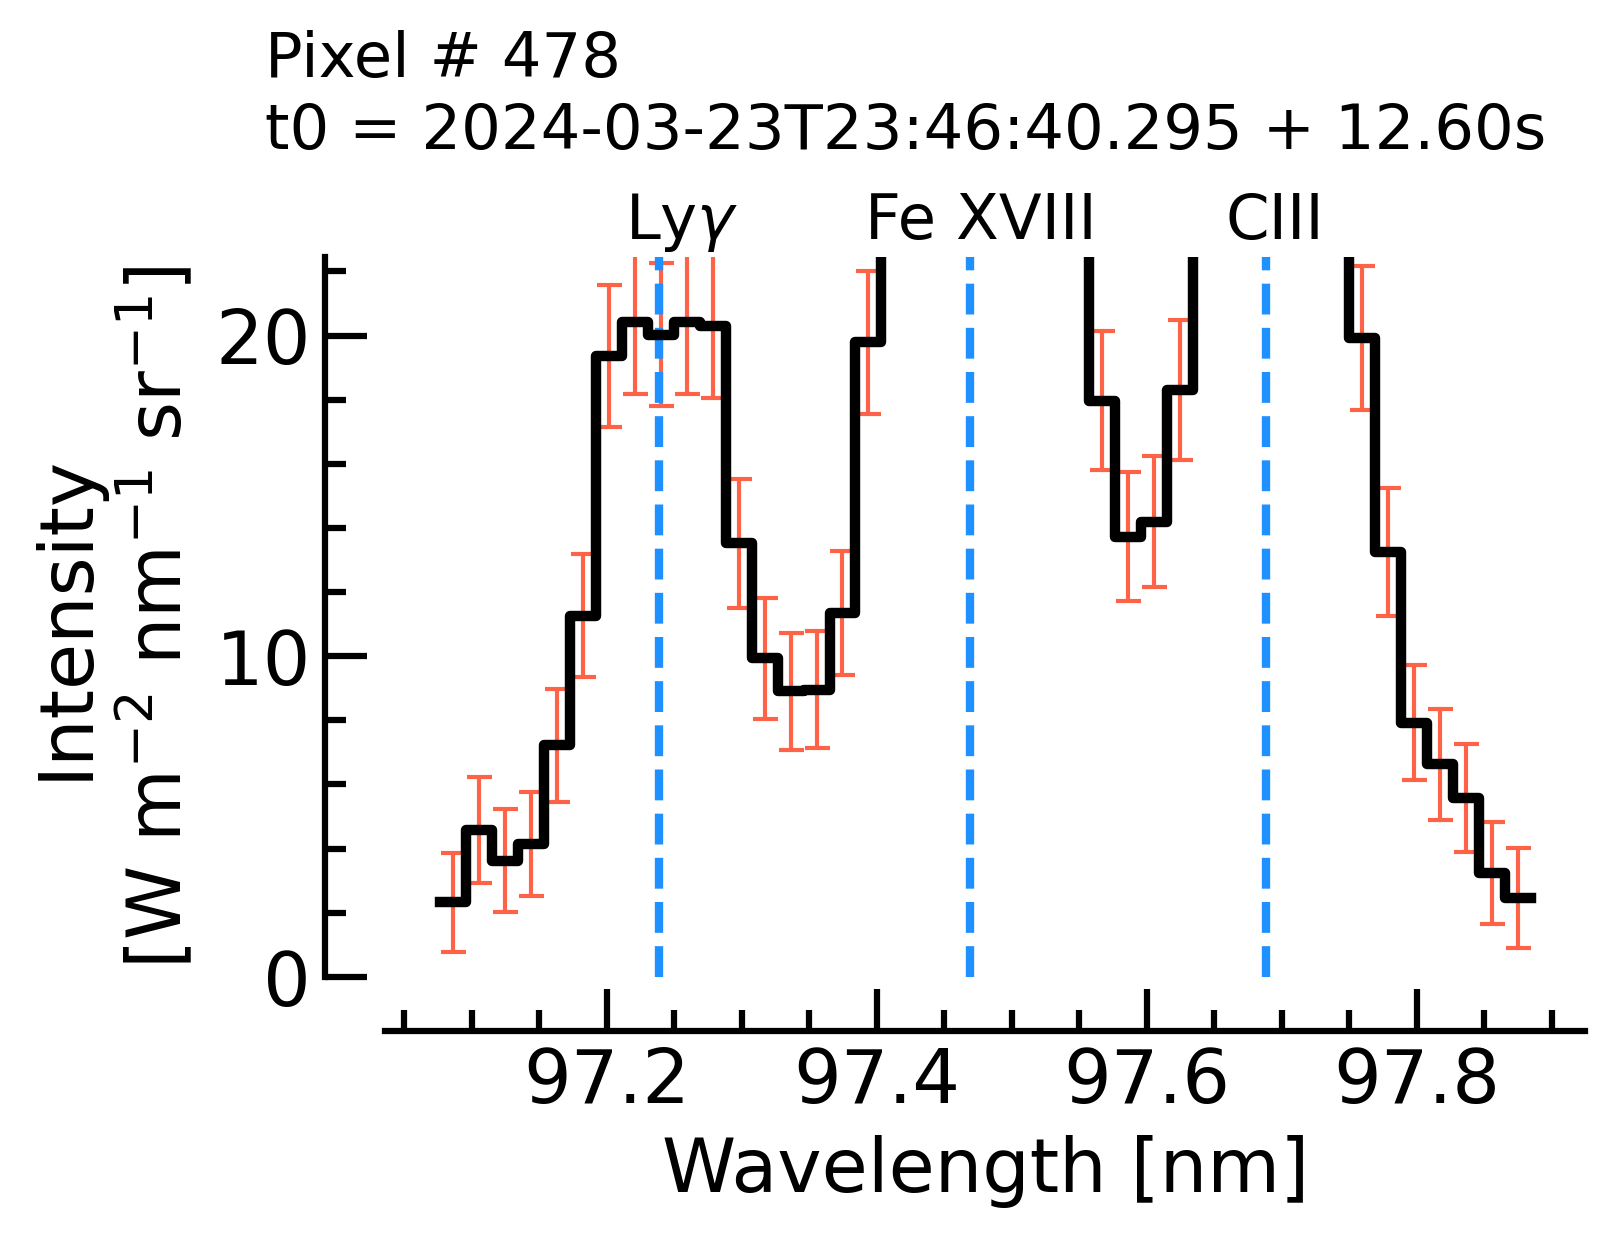 Pixel # 478
t0 = 2024-03-23T23:46:40.295 + 12.60s
Lyγ Fe XVIII CIII
Intensity
[W m⁻² nm⁻¹ sr⁻¹]
20
10
0
97.2 97.4 97.6 97.8
Wavelength [nm]